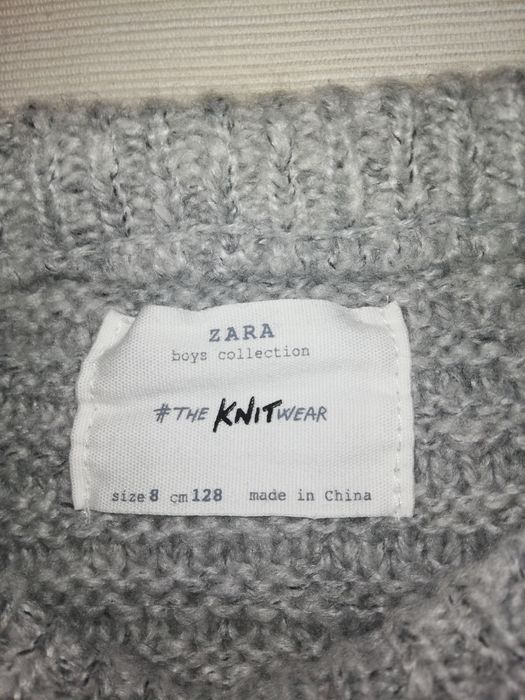 ZARA
boys collection
#THE KNITWEAR
size 8 cm 128 made in China